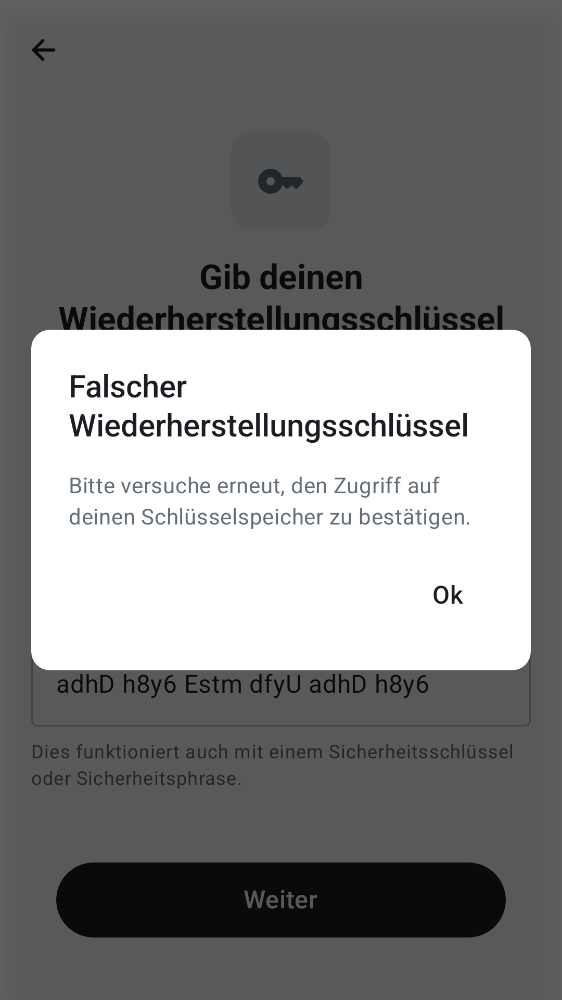 Gib deinen
Wiederherstellungsschlüssel
Falscher
Wiederherstellungsschlüssel
Bitte versuche erneut, den Zugriff auf
deinen Schlüsselspeicher zu bestätigen.
Ok
adhD h8y6 Estm dfyU adhD h8y6
Dies funktioniert auch mit einem Sicherheitsschlüssel
oder Sicherheitsphrase.
Weiter